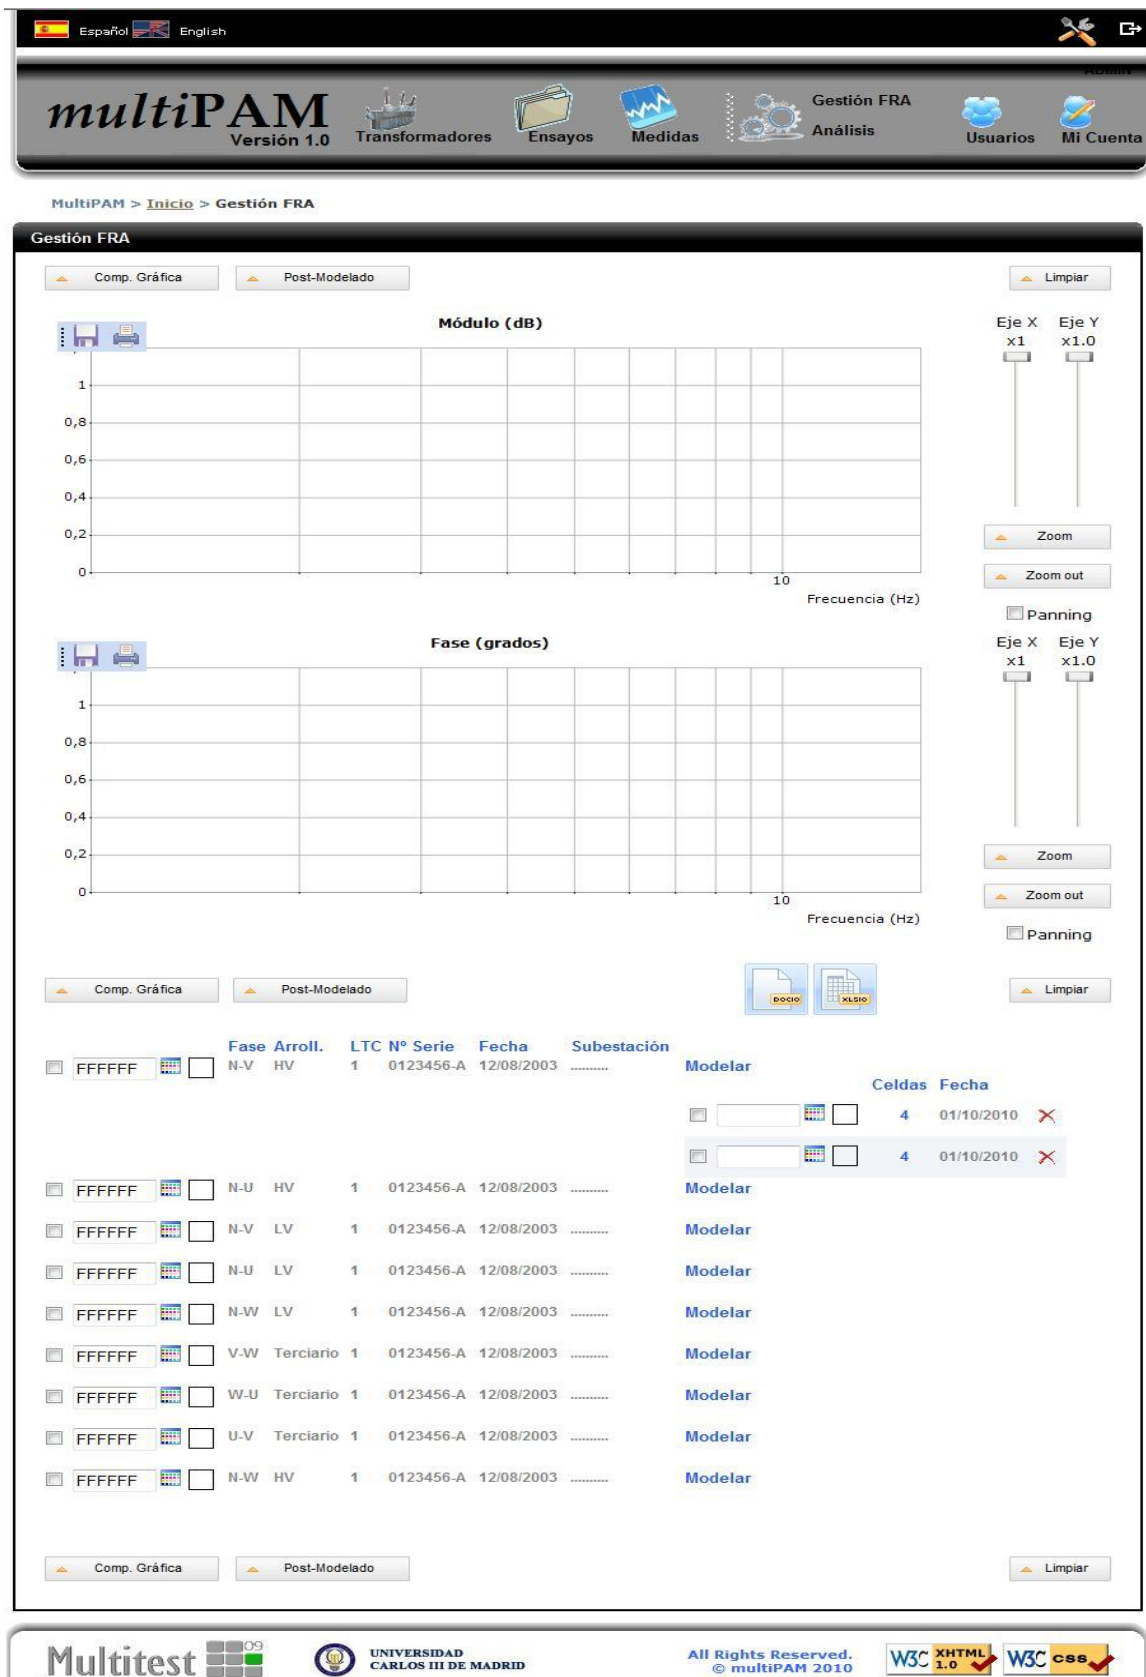 Español English
Admin
multiPAM
Versión 1.0
Transformadores Ensayos Medidas Gestión FRA Análisis Usuarios Mi Cuenta
MultiPAM > Inicio > Gestión FRA
Gestión FRA
Comp. Gráfica Post-Modelado Limpiar
Módulo (dB) Eje X Eje Y
x1 x1.0
1
0,8
0,6
0,4
0,2
0
10
Frecuencia (Hz)
Zoom
Zoom out
Panning
Fase (grados) Eje X Eje Y
x1 x1.0
1
0,8
0,6
0,4
0,2
0
10
Frecuencia (Hz)
Zoom
Zoom out
Panning
Comp. Gráfica Post-Modelado DOCIO XLSIO Limpiar
Fase Arroll. LTC Nº Serie Fecha Subestación
FFFFFF N-V HV 1 0123456-A 12/08/2003 .......... Modelar
Celdas Fecha
4 01/10/2010
4 01/10/2010
FFFFFF N-U HV 1 0123456-A 12/08/2003 .......... Modelar
FFFFFF N-V LV 1 0123456-A 12/08/2003 .......... Modelar
FFFFFF N-U LV 1 0123456-A 12/08/2003 .......... Modelar
FFFFFF N-W LV 1 0123456-A 12/08/2003 .......... Modelar
FFFFFF V-W Terciario 1 0123456-A 12/08/2003 .......... Modelar
FFFFFF W-U Terciario 1 0123456-A 12/08/2003 .......... Modelar
FFFFFF U-V Terciario 1 0123456-A 12/08/2003 .......... Modelar
FFFFFF N-W HV 1 0123456-A 12/08/2003 .......... Modelar
Comp. Gráfica Post-Modelado Limpiar
Multitest 09
UNIVERSIDAD
CARLOS III DE MADRID
All Rights Reserved.
© multiPAM 2010
W3C XHTML 1.0
W3C css